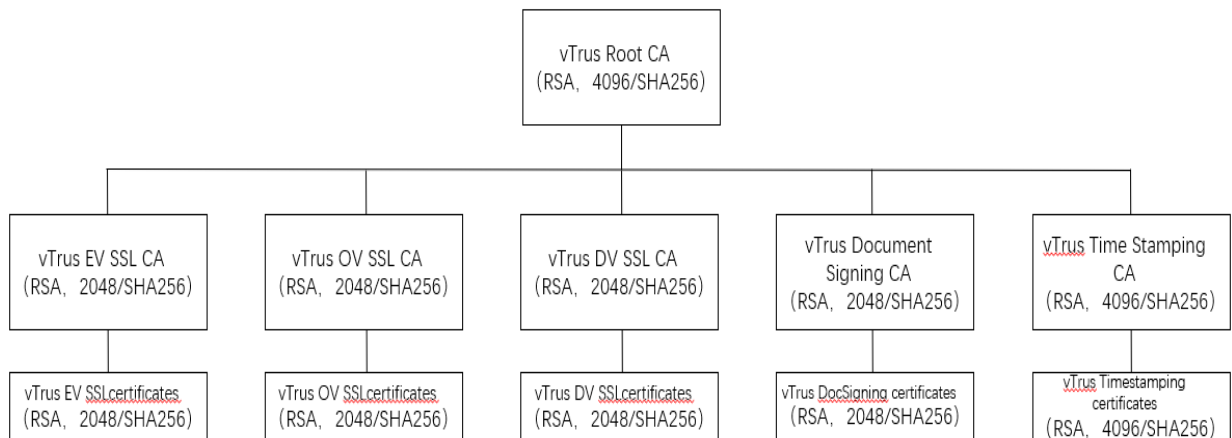 vTrus Root CA
(RSA，4096/SHA256)
vTrus EV SSL CA
(RSA，2048/SHA256)
vTrus OV SSL CA
(RSA，2048/SHA256)
vTrus DV SSL CA
(RSA，2048/SHA256)
vTrus Document
Signing CA
(RSA，2048/SHA256)
vTrus Time Stamping
CA
(RSA，4096/SHA256)
vTrus EV SSLcertificates
(RSA，2048/SHA256)
vTrus OV SSLcertificates
(RSA，2048/SHA256)
vTrus DV SSLcertificates
(RSA，2048/SHA256)
vTrus DocSigning certificates
(RSA，2048/SHA256)
vTrus Timestamping
certificates
(RSA，4096/SHA256)